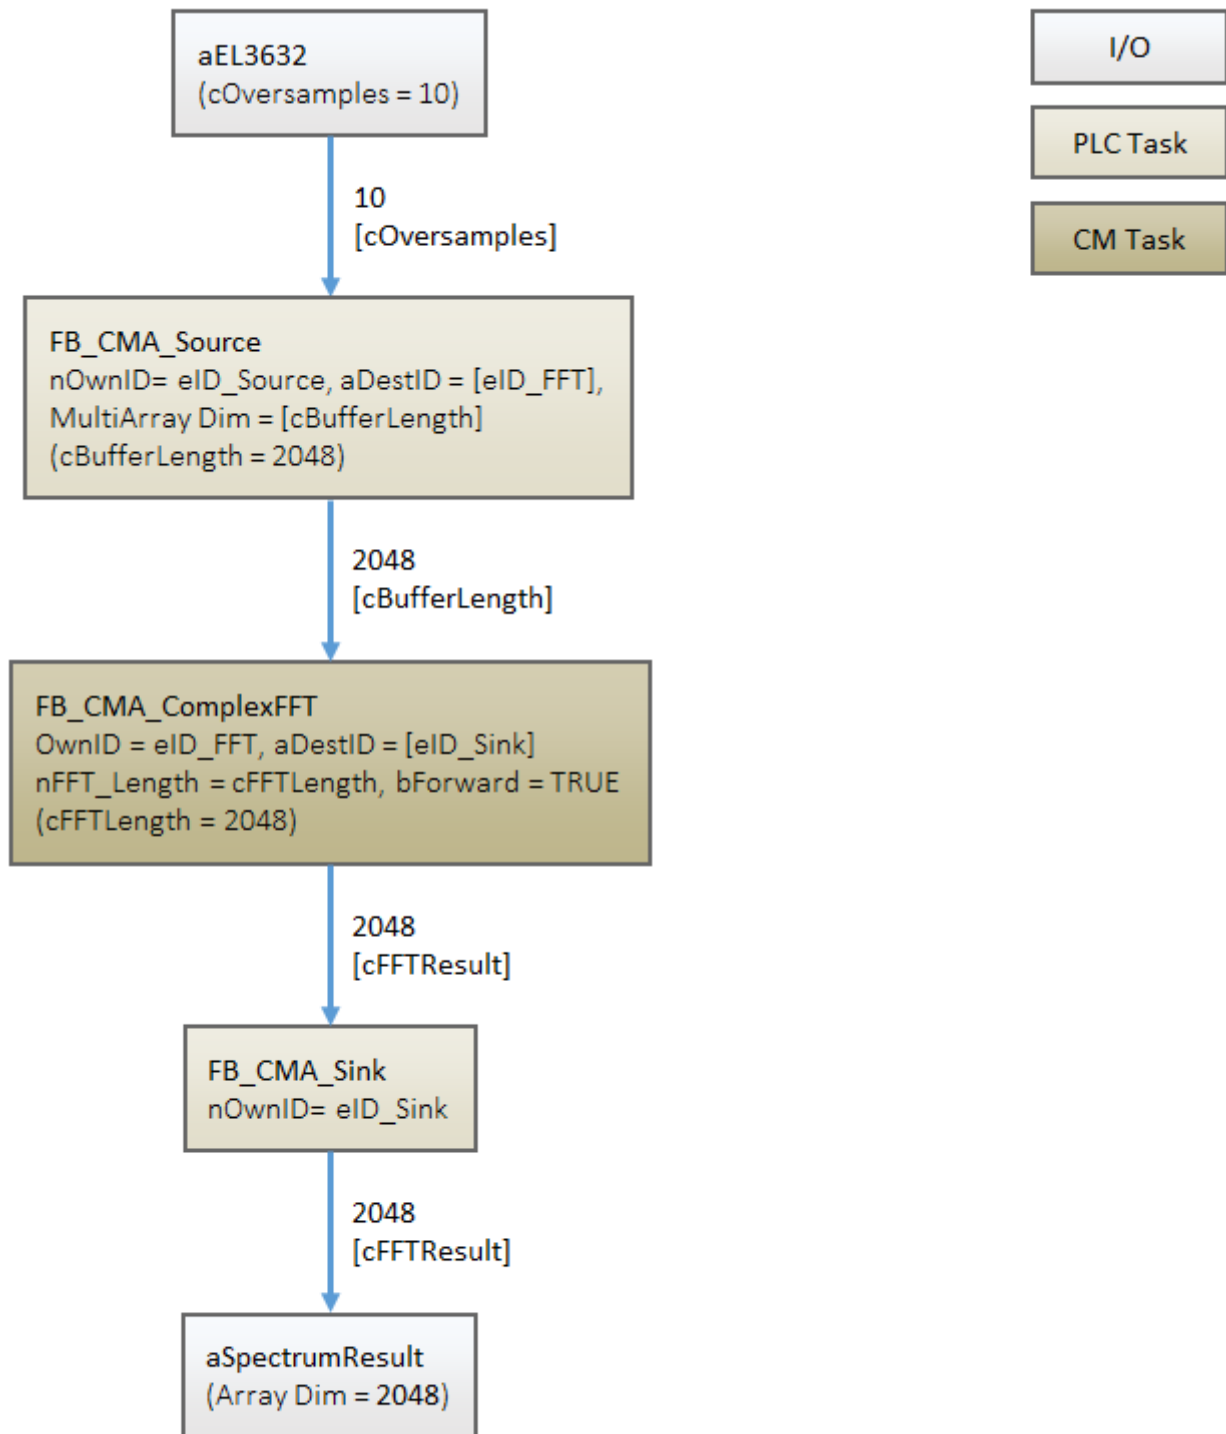 aEL3632
(cOversamples = 10)
I/O
PLC Task
CM Task
10
[cOversamples]
FB_CMA_Source
nOwnID= eID_Source, aDestID = [eID_FFT],
MultiArray Dim = [cBufferLength]
(cBufferLength = 2048)
2048
[cBufferLength]
FB_CMA_ComplexFFT
OwnID = eID_FFT, aDestID = [eID_Sink]
nFFT_Length = cFFTLength, bForward = TRUE
(cFFTLength = 2048)
2048
[cFFTResult]
FB_CMA_Sink
nOwnID= eID_Sink
2048
[cFFTResult]
aSpectrumResult
(Array Dim = 2048)